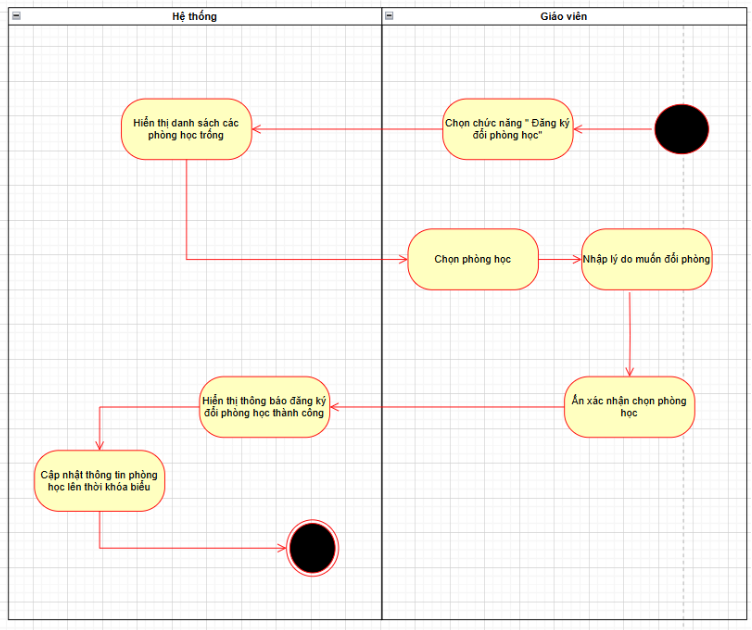 Hệ thống
Giáo viên
Hiển thị danh sách các
phòng học trống
Chọn chức năng " Đăng ký
đổi phòng học"
Chọn phòng học
Nhập lý do muốn đổi phòng
Hiển thị thông báo đăng ký
đổi phòng học thành công
Ấn xác nhận chọn phòng
học
Cập nhật thông tin phòng
học lên thời khóa biểu